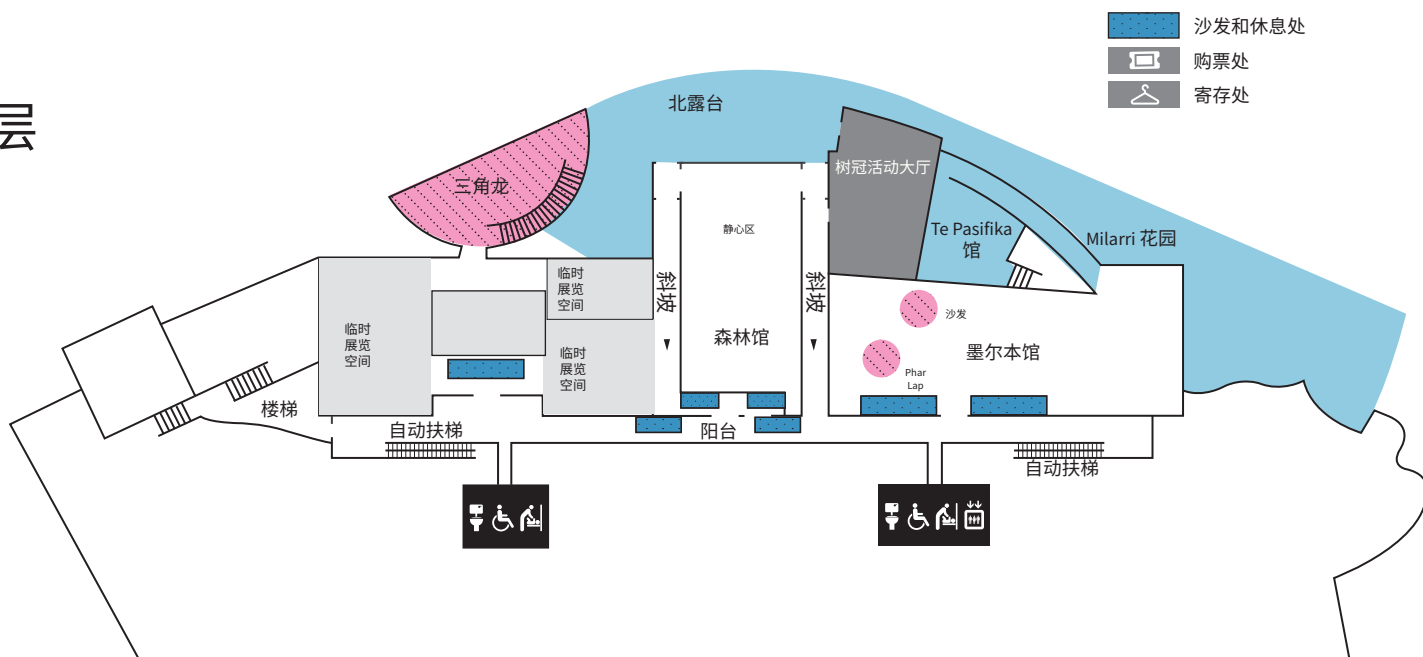 沙发和休息处
购票处
寄存处
层
北露台
三角龙
树冠活动大厅
静心区
Te Pasifika
馆
Milarri 花园
临时
展览
空间
斜坡
斜坡
临时
展览
空间
临时
展览
空间
沙发
森林馆
墨尔本馆
Phar
Lap
楼梯
自动扶梯
阳台
自动扶梯